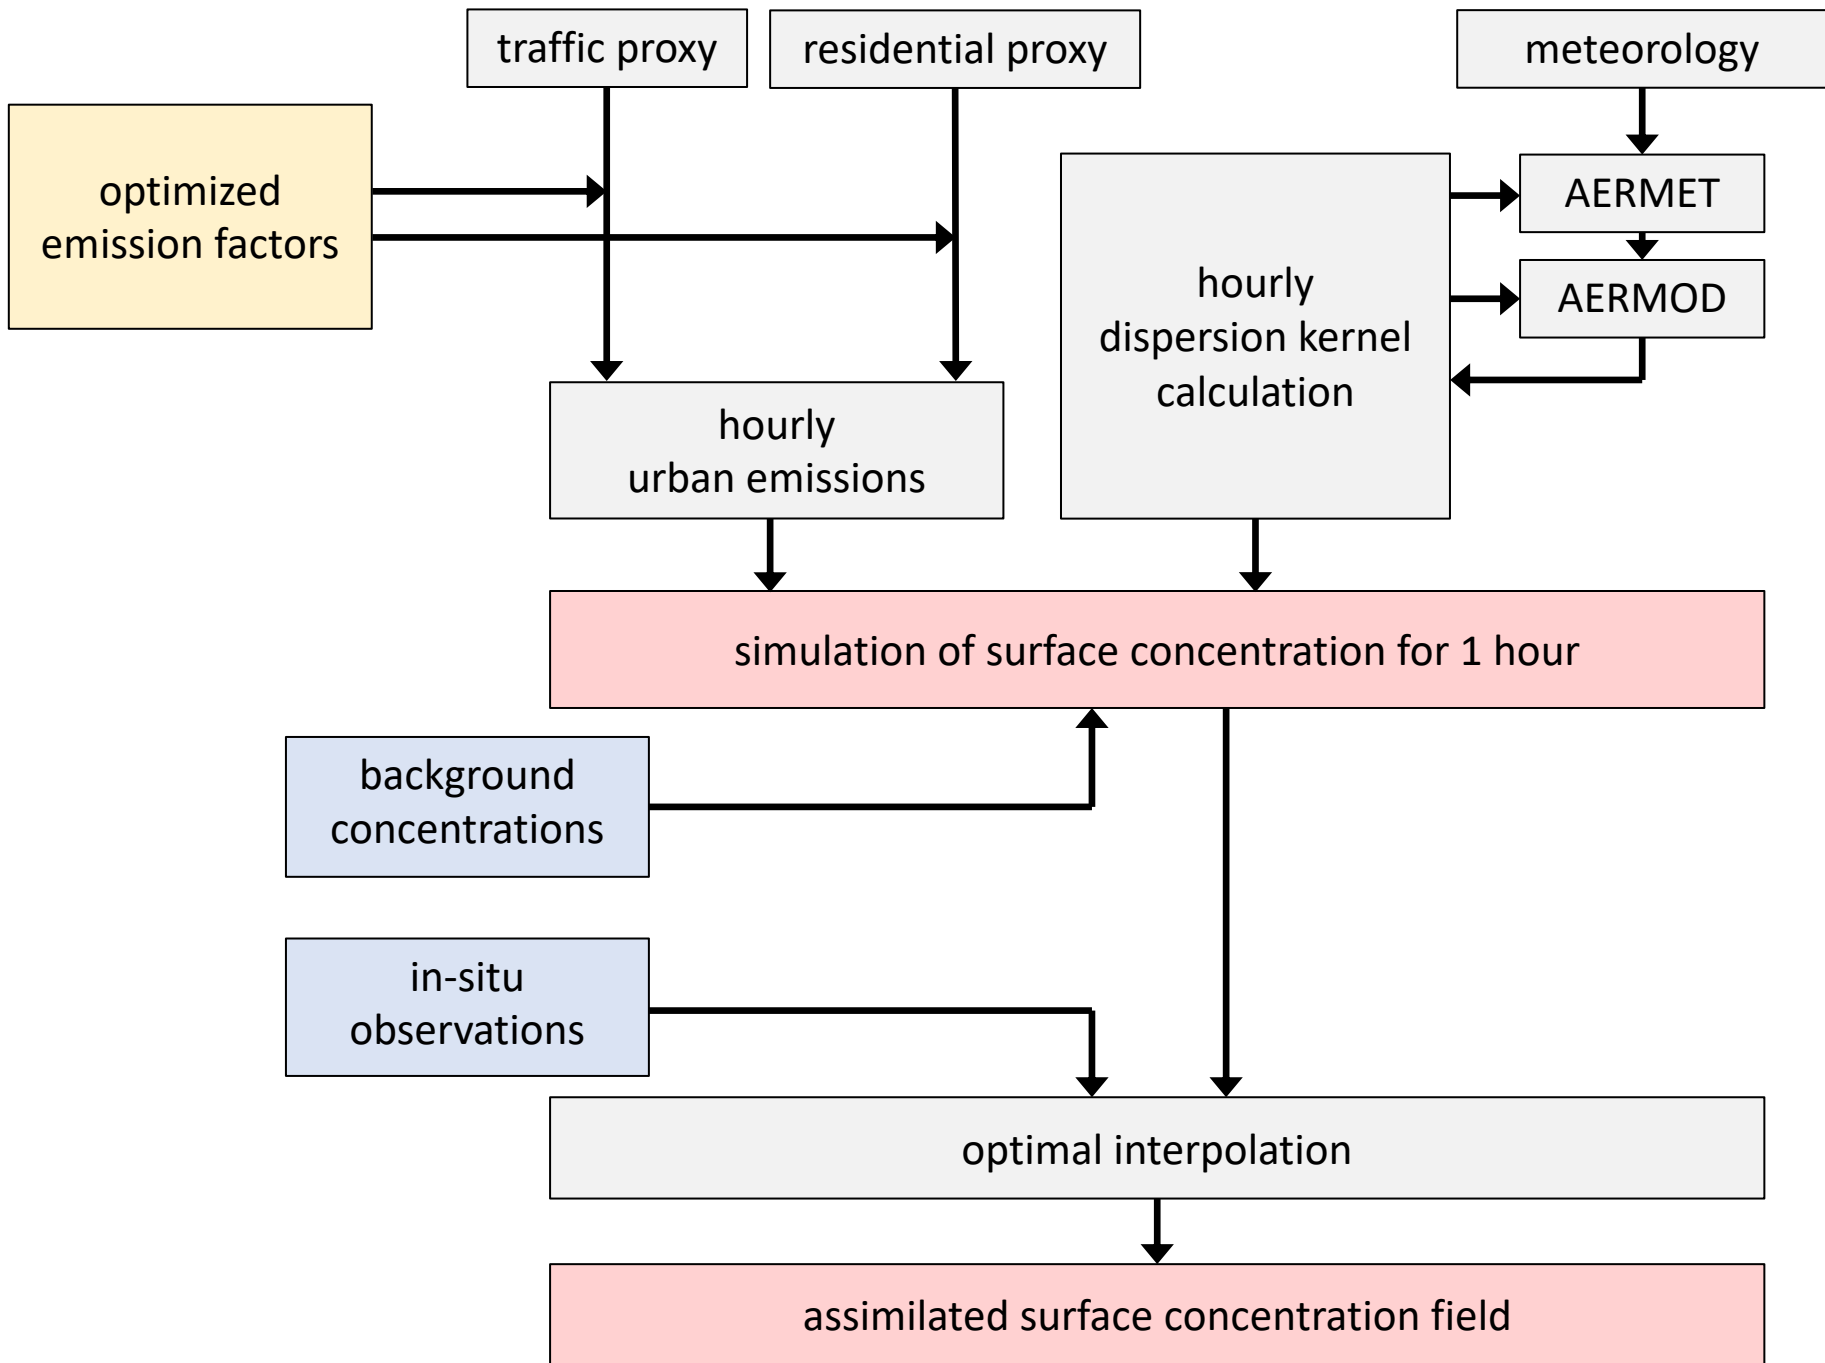 traffic proxy
residential proxy
meteorology
optimized
emission factors
AERMET
AERMOD
hourly
dispersion kernel
calculation
hourly
urban emissions
simulation of surface concentration for 1 hour
background
concentrations
in-situ
observations
optimal interpolation
assimilated surface concentration field